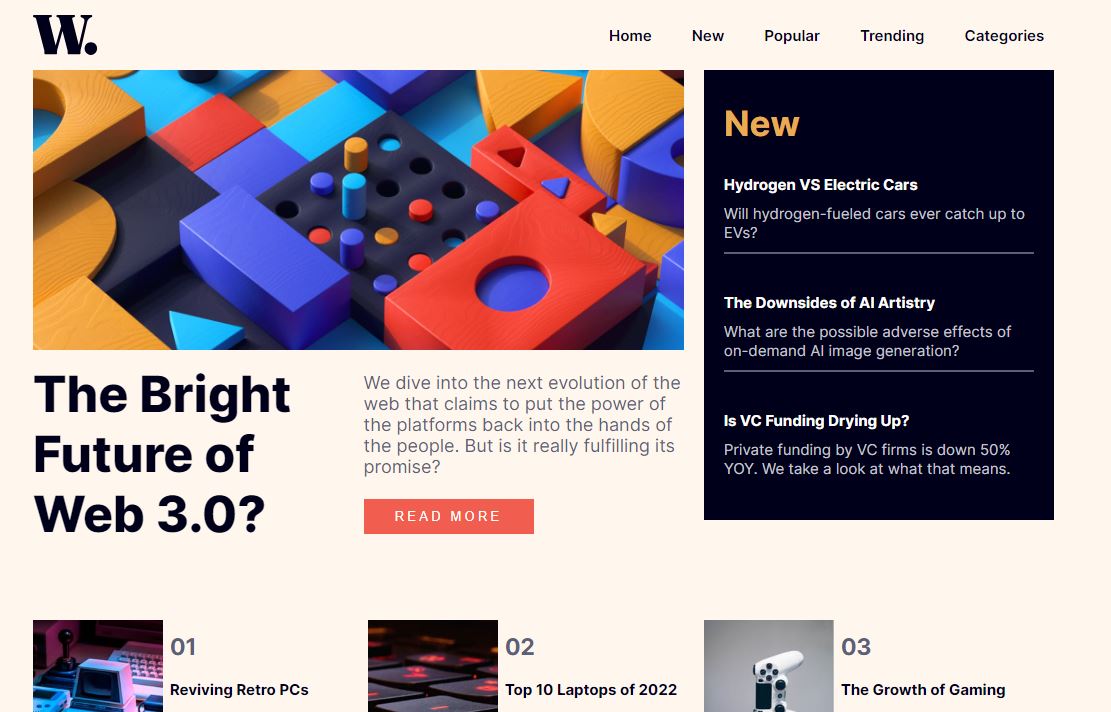 W.
Home New Popular Trending Categories
The Bright
Future of
Web 3.0?
We dive into the next evolution of the
web that claims to put the power of
the platforms back into the hands of
the people. But is it really fulfilling its
promise?
READ MORE
New
Hydrogen VS Electric Cars
Will hydrogen-fueled cars ever catch up to
EVs?
The Downsides of AI Artistry
What are the possible adverse effects of
on-demand AI image generation?
Is VC Funding Drying Up?
Private funding by VC firms is down 50%
YOY. We take a look at what that means.
01
Reviving Retro PCs
02
Top 10 Laptops of 2022
03
The Growth of Gaming